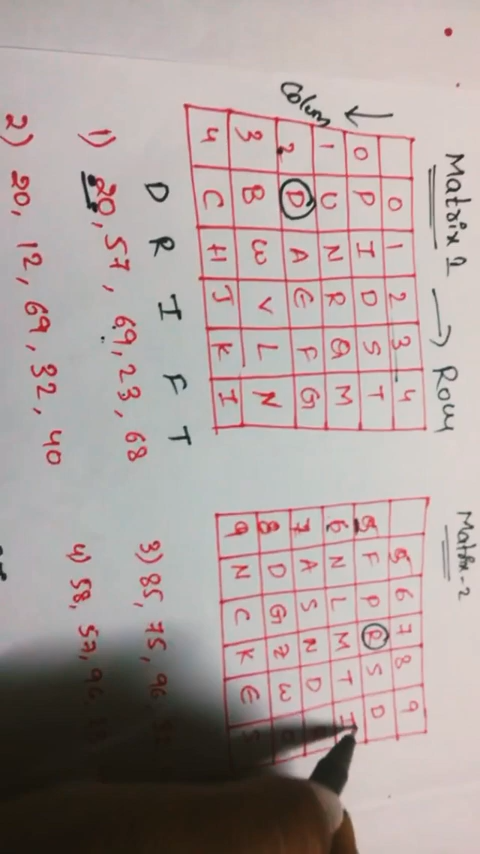 Matrix 1 → Row
0 1 2 3 4
0 P I D S T
1 U N R Q M
2 D A E F G
3 B W V L N
4 C H J K I
Colum
Matrix-2
5 6 7 8 9
5 F P R S D
6 N L M T I
7 A S N D
8 D G Z W
9 N C K E S
D R I F T
1) 20, 57, 69, 23, 68
2) 20, 12, 69, 32, 40
3) 85, 75, 96,
4) 58, 57, 96,